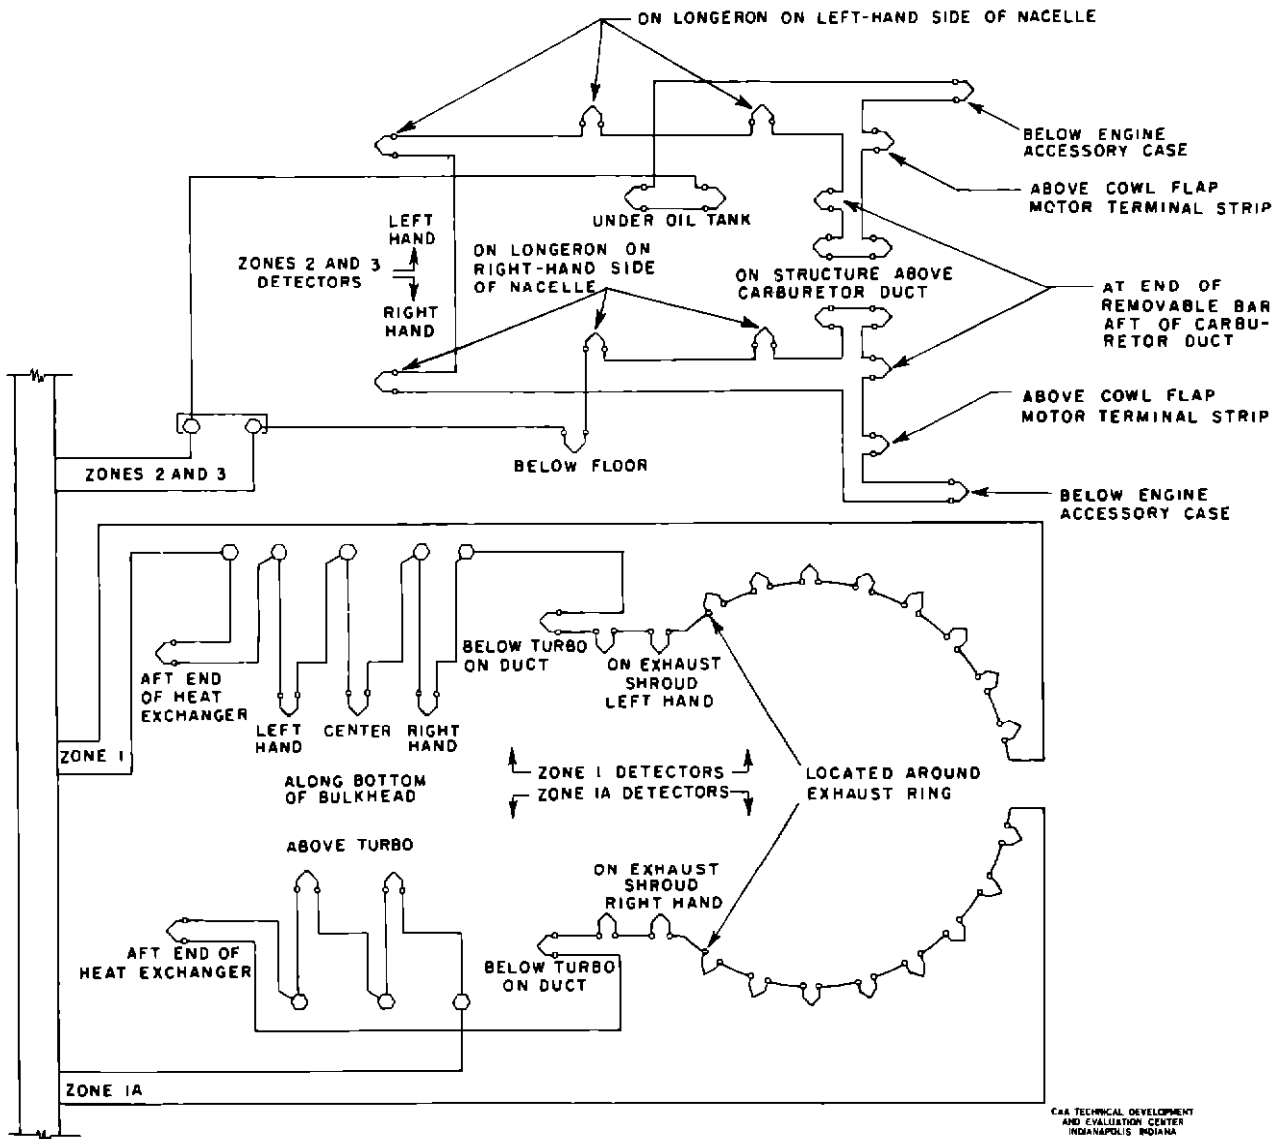 ON LONGERON ON LEFT-HAND SIDE OF NACELLE
BELOW ENGINE
ACCESSORY CASE
ABOVE COWL FLAP
MOTOR TERMINAL STRIP
UNDER OIL TANK
LEFT
HAND
ZONES 2 AND 3
DETECTORS
RIGHT
HAND
ON LONGERON ON
RIGHT-HAND SIDE
OF NACELLE
ON STRUCTURE ABOVE
CARBURETOR DUCT
AT END OF
REMOVABLE BAR
AFT OF CARBU-
RETOR DUCT
ABOVE COWL FLAP
MOTOR TERMINAL STRIP
ZONES 2 AND 3
BELOW FLOOR
BELOW ENGINE
ACCESSORY CASE
AFT END
OF HEAT
EXCHANGER
LEFT
HAND
CENTER
RIGHT
HAND
BELOW TURBO
ON DUCT
ON EXHAUST
SHROUD
LEFT HAND
ZONE 1
ALONG BOTTOM
OF BULKHEAD
ZONE 1 DETECTORS
ZONE 1A DETECTORS
LOCATED AROUND
EXHAUST RING
ABOVE TURBO
ON EXHAUST
SHROUD
RIGHT HAND
AFT END OF
HEAT EXCHANGER
BELOW TURBO
ON DUCT
ZONE 1A
CAA TECHNICAL DEVELOPMENT
AND EVALUATION CENTER
INDIANAPOLIS INDIANA